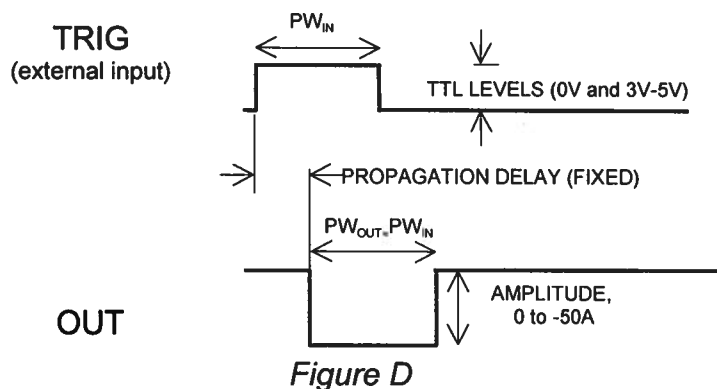 PW_IN
TRIG
(external input)
TTL LEVELS (0V and 3V-5V)
PROPAGATION DELAY (FIXED)
PW_OUT≈PW_IN
AMPLITUDE,
0 to -50A
OUT
Figure D